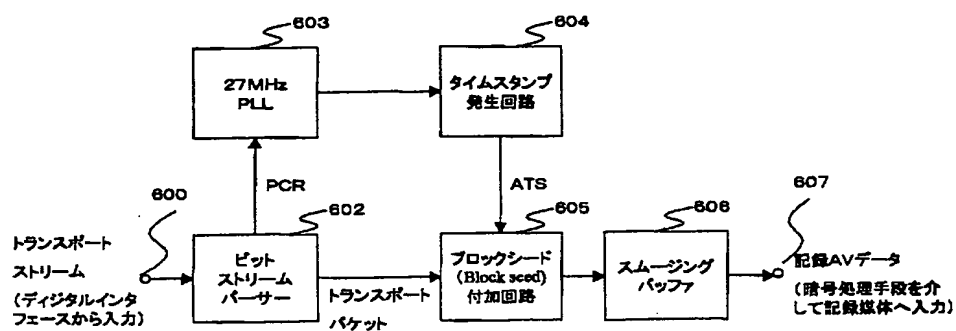 603
604
27MHz
PLL
タイムスタンプ
発生回路
PCR
ATS
600
602
605
606
607
トランスポート
ストリーム
(ディジタルインタ
フェースから入力)
ビット
ストリーム
パーサー
トランスポート
パケット
ブロックシード
(Block seed)
付加回路
スムージング
バッファ
記録AVデータ
(暗号処理手段を介
して記録媒体へ入力)